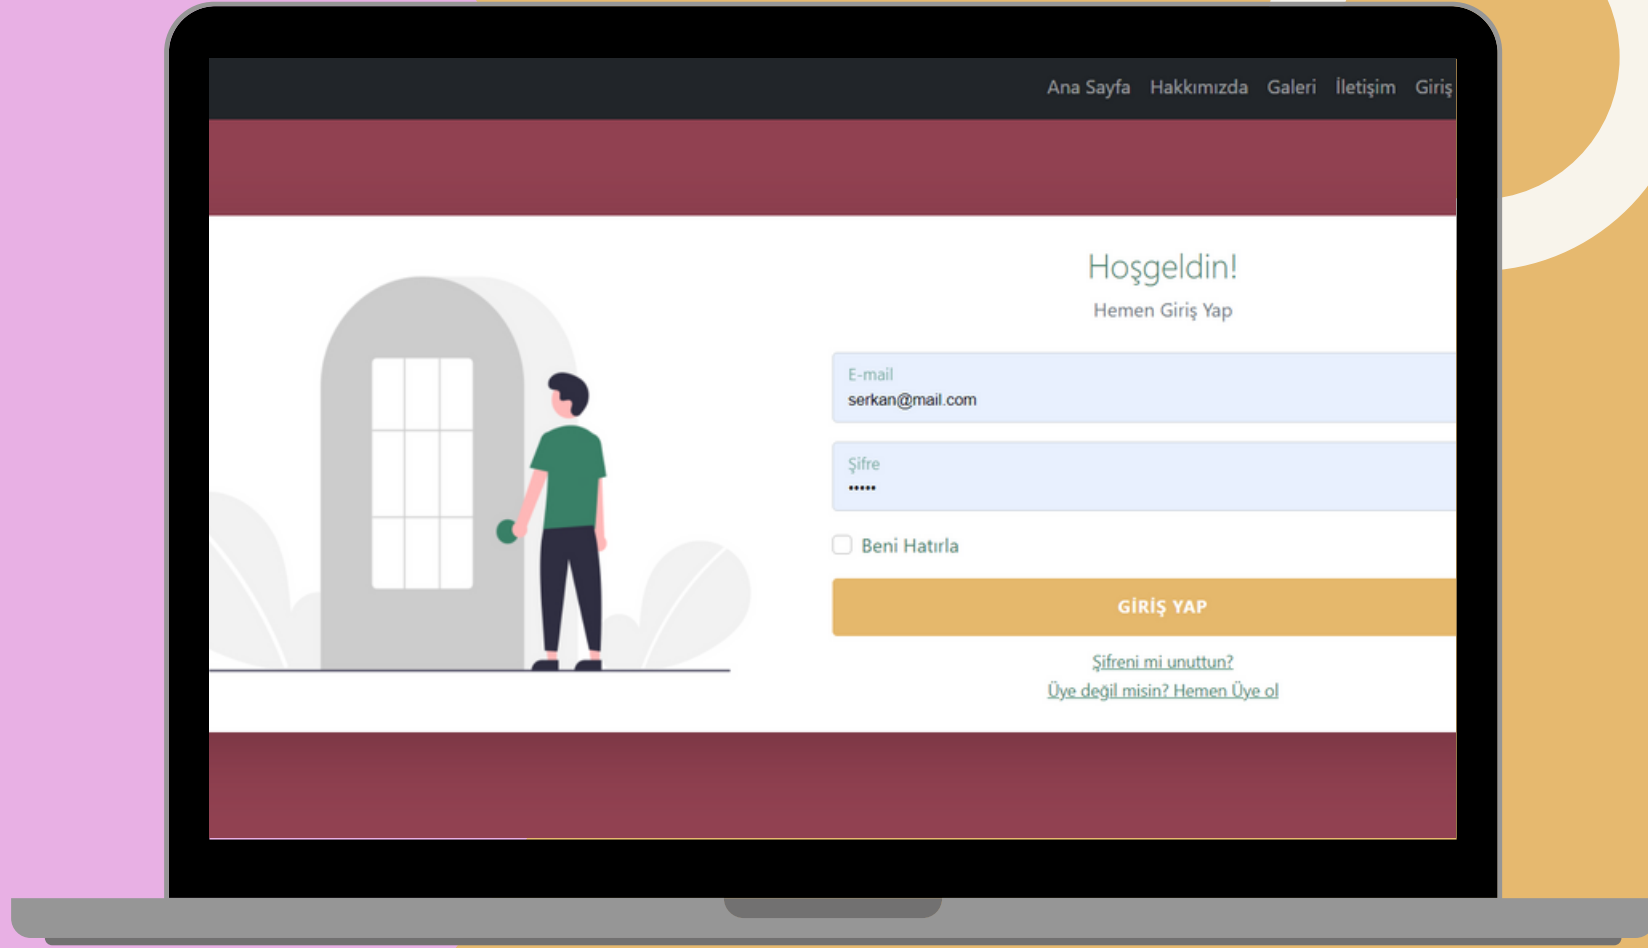 Ana Sayfa Hakkımızda Galeri İletişim Giriş
Hoşgeldin!
Hemen Giriş Yap
E-mail
serkan@mail.com
Şifre
•••••
Beni Hatırla
GİRİŞ YAP
Şifreni mi unuttun?
Üye değil misin? Hemen Üye ol